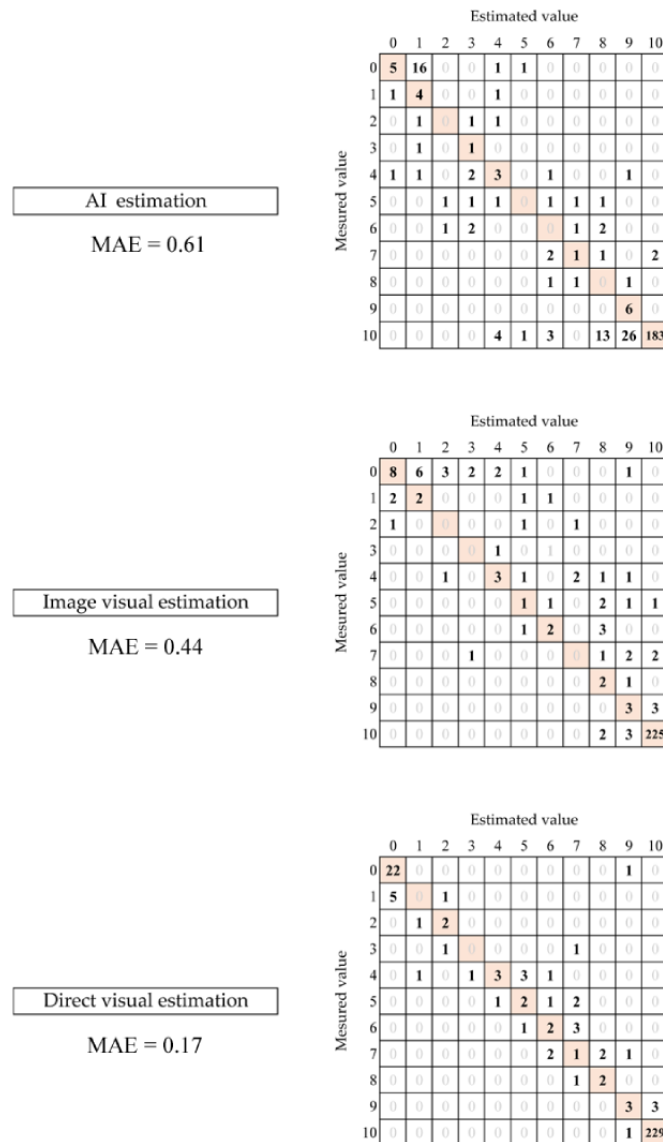 Estimated value
0 1 2 3 4 5 6 7 8 9 10
0 5 16 0 0 1 1 0 0 0 0 0
1 1 4 0 0 1 0 0 0 0 0 0
2 0 1 0 1 1 0 0 0 0 0 0
3 0 1 0 1 0 0 0 0 0 0 0
4 1 1 0 2 3 0 1 0 0 1 0
5 0 0 1 1 1 0 1 1 1 0 0
6 0 0 1 2 0 0 0 1 2 0 0
7 0 0 0 0 0 0 2 1 1 0 2
8 0 0 0 0 0 0 1 1 0 1 0
9 0 0 0 0 0 0 0 0 0 6 0
10 0 0 0 0 4 1 3 0 13 26 183
Mesured value
AI estimation
MAE = 0.61
Estimated value
0 1 2 3 4 5 6 7 8 9 10
0 8 6 3 2 2 1 0 0 0 1 0
1 2 2 0 0 0 1 1 0 0 0 0
2 1 0 0 0 0 1 0 1 0 0 0
3 0 0 0 0 1 0 1 0 0 0 0
4 0 0 1 0 3 1 0 2 1 1 0
5 0 0 0 0 0 1 1 0 2 1 1
6 0 0 0 0 0 1 2 0 3 0 0
7 0 0 0 1 0 0 0 0 1 2 2
8 0 0 0 0 0 0 0 0 2 1 0
9 0 0 0 0 0 0 0 0 0 3 3
10 0 0 0 0 0 0 0 0 2 3 225
Mesured value
Image visual estimation
MAE = 0.44
Estimated value
0 1 2 3 4 5 6 7 8 9 10
0 22 0 0 0 0 0 0 0 0 1 0
1 5 0 1 0 0 0 0 0 0 0 0
2 0 1 2 0 0 0 0 0 0 0 0
3 0 0 1 0 0 0 0 1 0 0 0
4 0 1 0 1 3 3 1 0 0 0 0
5 0 0 0 0 1 2 1 2 0 0 0
6 0 0 0 0 0 1 2 3 0 0 0
7 0 0 0 0 0 0 2 1 2 1 0
8 0 0 0 0 0 0 0 1 2 0 0
9 0 0 0 0 0 0 0 0 0 3 3
10 0 0 0 0 0 0 0 0 0 1 229
Mesured value
Direct visual estimation
MAE = 0.17